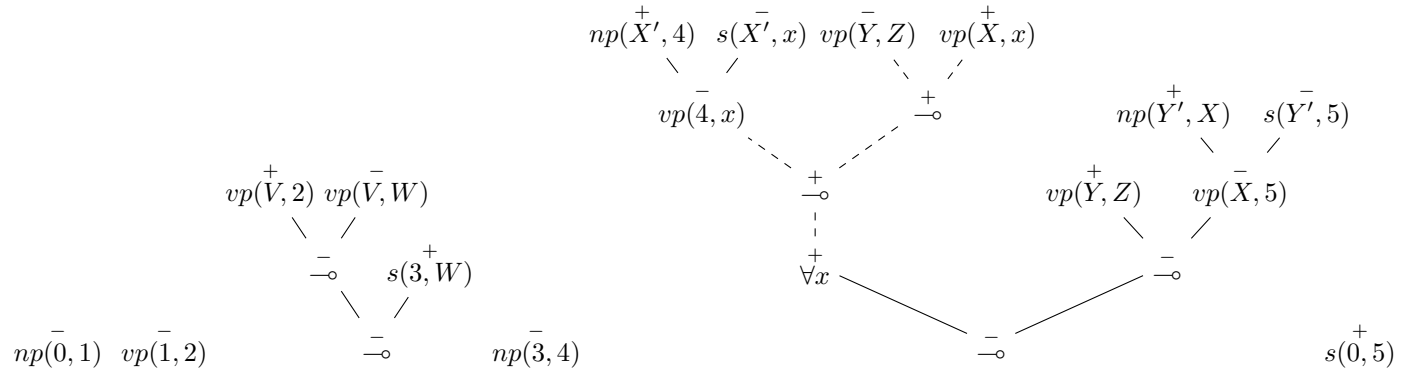 + − − +
np(X′, 4) s(X′, x) vp(Y, Z) vp(X, x)
− + + −
vp(4, x) ⊸ np(Y′, X) s(Y′, 5)
+ − + + −
vp(V, 2) vp(V, W) ⊸ vp(Y, Z) vp(X, 5)
− + + −
⊸ s(3, W) ∀x ⊸
− − − − − +
np(0, 1) vp(1, 2) ⊸ np(3, 4) ⊸ s(0, 5)